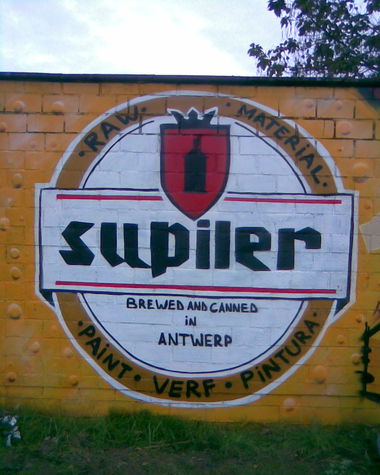 · RAW · MATERIAL ·
supiler
BREWED AND CANNED
in
ANTWERP
· PAiNT · VERF · PiNTURA ·